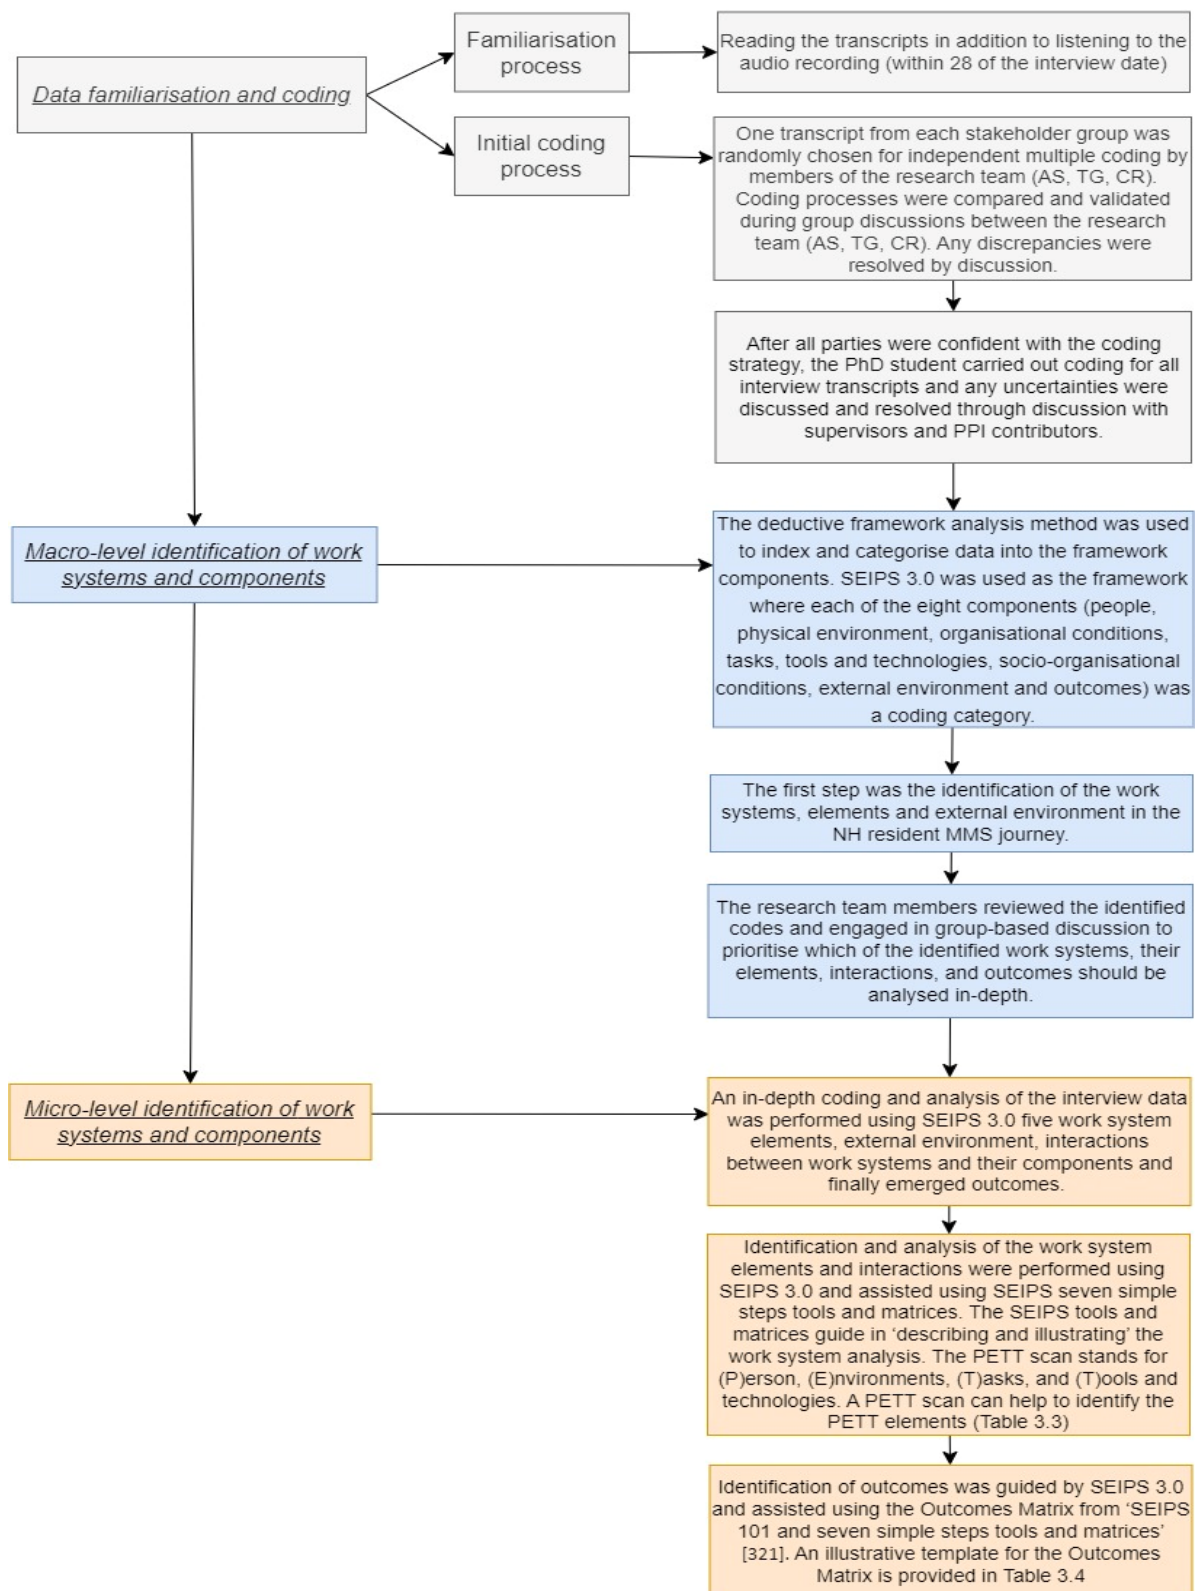 Data familiarisation and coding
Familiarisation
process
Reading the transcripts in addition to listening to the
audio recording (within 28 of the interview date)
Initial coding
process
One transcript from each stakeholder group was
randomly chosen for independent multiple coding by
members of the research team (AS, TG, CR).
Coding processes were compared and validated
during group discussions between the research
team (AS, TG, CR). Any discrepancies were
resolved by discussion.
After all parties were confident with the coding
strategy, the PhD student carried out coding for all
interview transcripts and any uncertainties were
discussed and resolved through discussion with
supervisors and PPI contributors.
Macro-level identification of work
systems and components
The deductive framework analysis method was used
to index and categorise data into the framework
components. SEIPS 3.0 was used as the framework
where each of the eight components (people,
physical environment, organisational conditions,
tasks, tools and technologies, socio-organisational
conditions, external environment and outcomes) was
a coding category.
The first step was the identification of the work
systems, elements and external environment in the
NH resident MMS journey.
The research team members reviewed the identified
codes and engaged in group-based discussion to
prioritise which of the identified work systems, their
elements, interactions, and outcomes should be
analysed in-depth.
Micro-level identification of work
systems and components
An in-depth coding and analysis of the interview data
was performed using SEIPS 3.0 five work system
elements, external environment, interactions
between work systems and their components and
finally emerged outcomes.
Identification and analysis of the work system
elements and interactions were performed using
SEIPS 3.0 and assisted using SEIPS seven simple
steps tools and matrices. The SEIPS tools and
matrices guide in ‘describing and illustrating’ the
work system analysis. The PETT scan stands for
(P)erson, (E)nvironments, (T)asks, and (T)ools and
technologies. A PETT scan can help to identify the
PETT elements (Table 3.3)
Identification of outcomes was guided by SEIPS 3.0
and assisted using the Outcomes Matrix from ‘SEIPS
101 and seven simple steps tools and matrices’
[321]. An illustrative template for the Outcomes
Matrix is provided in Table 3.4